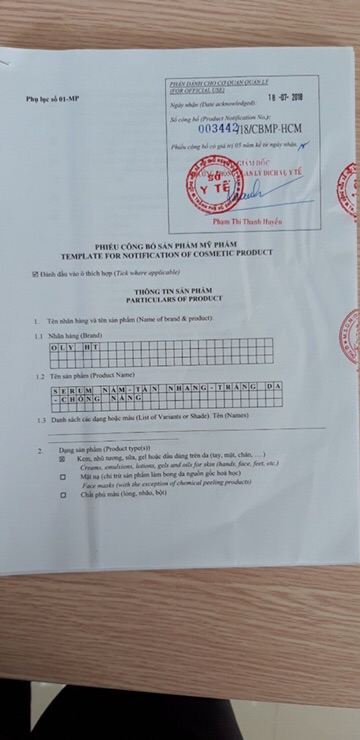 Phụ lục số 01-MP
PHẦN DÀNH CHO CƠ QUAN QUẢN LÝ
(FOR OFFICIAL USE)
18 -07- 2018
Ngày nhận (Date acknowledged):
Số công bố (Product Notification No.):
003442/18/CBMP-HCM
Phiếu công bố có giá trị 05 năm kể từ ngày nhận.
GIÁM ĐỐC
SỞ
Y TẾ
Phạm Thị Thanh Huyền
PHIẾU CÔNG BỐ SẢN PHẨM MỸ PHẨM
TEMPLATE FOR NOTIFICATION OF COSMETIC PRODUCT
☒ Đánh dấu vào ô thích hợp (Tick where applicable)
THÔNG TIN SẢN PHẨM
PARTICULARS OF PRODUCT
1. Tên nhãn hàng và tên sản phẩm (Name of brand & product):
1.1 Nhãn hàng (Brand)
OLY HT
1.2 Tên sản phẩm (Product Name)
SERUM NÁM-TÀN NHANG-TRẮNG DA
-CHỐNG NẮNG
1.3 Danh sách các dạng hoặc màu (List of Variants or Shade). Tên (Names)
2. Dạng sản phẩm (Product type(s))
☒ Kem, nhũ tương, sữa, gel hoặc dầu dùng trên da (tay, mặt, chân, ....)
Creams, emulsions, lotions, gels and oils for skin (hands, face, feet, etc.)
☐ Mặt nạ (chỉ trừ sản phẩm làm bong da nguồn gốc hoá học)
Face masks (with the exception of chemical peeling products)
☐ Chất phủ màu (lỏng, nhão, bột)